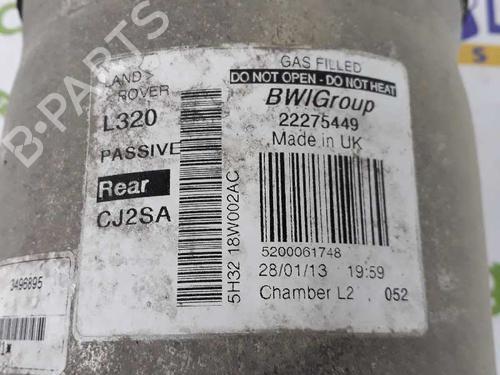 LAND
ROVER
L320
PASSIVE
Rear
CJ2SA
5H32 18W002AC
GAS FILLED
DO NOT OPEN - DO NOT HEAT
BWIGroup
22275449
Made in UK
5200061748
28/01/13 19:59
Chamber L2 052
3496895